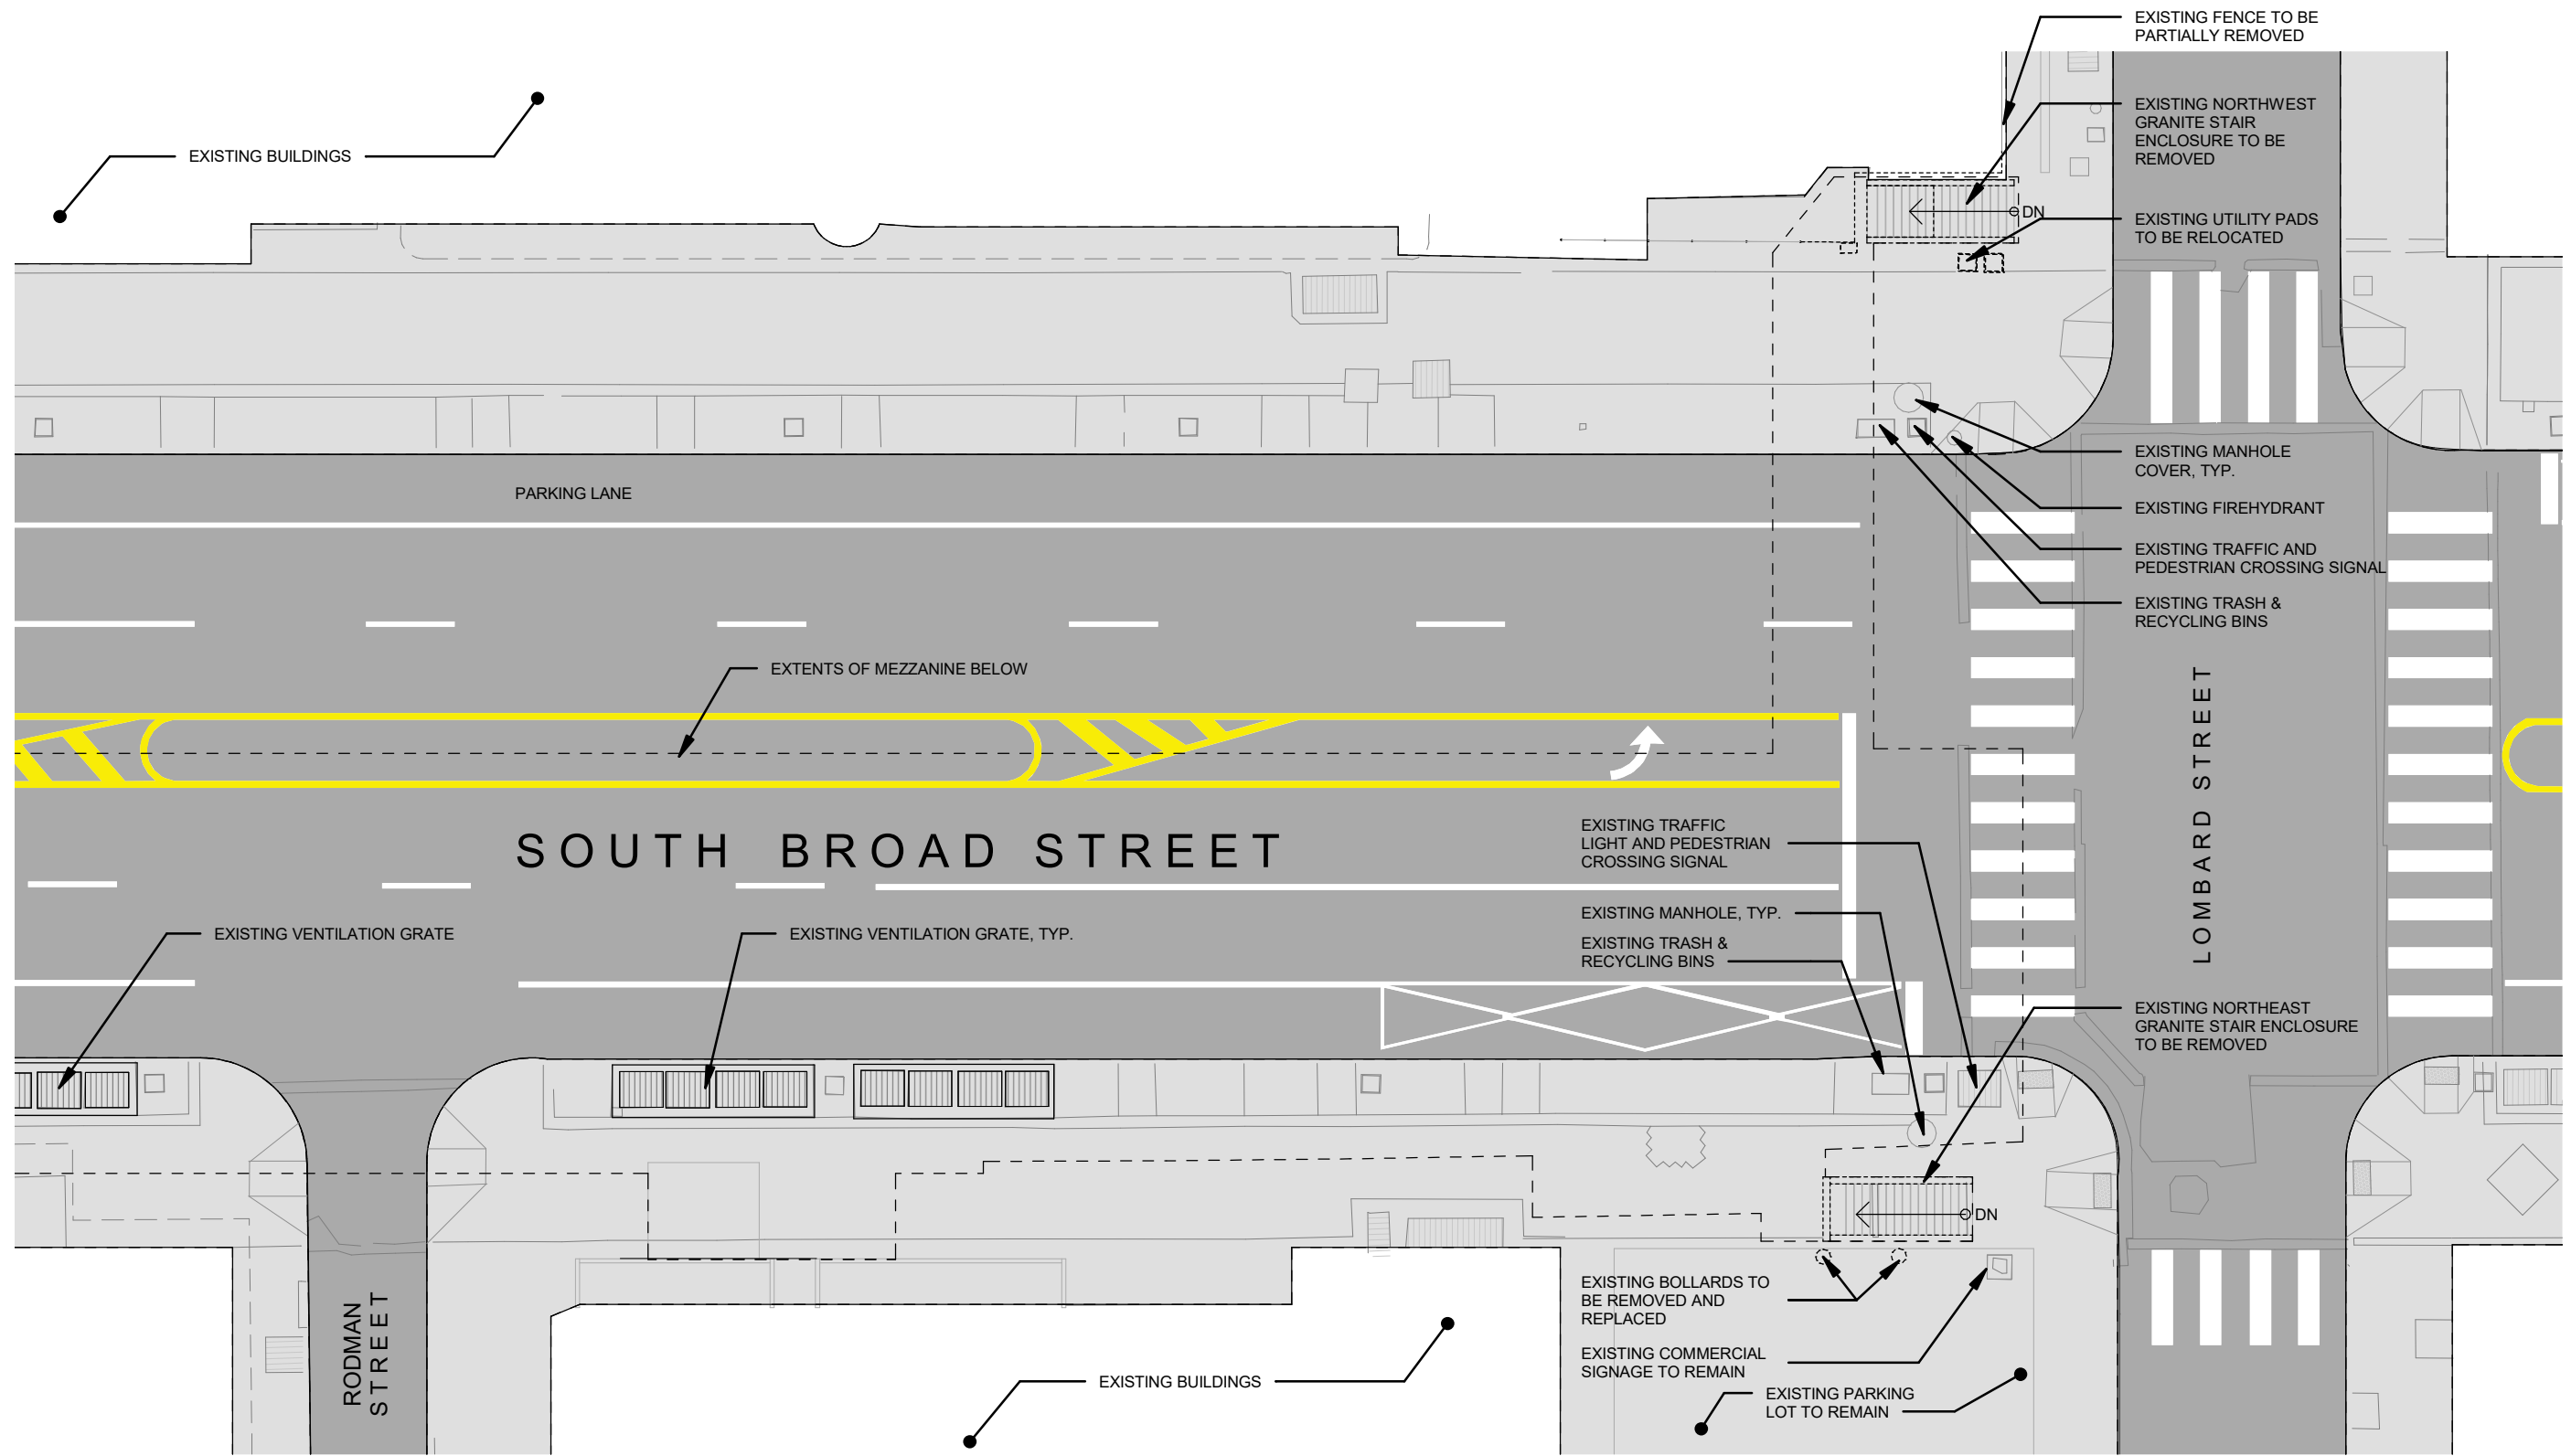 EXISTING FENCE TO BE
PARTIALLY REMOVED
EXISTING NORTHWEST
GRANITE STAIR
ENCLOSURE TO BE
REMOVED
EXISTING BUILDINGS
DN
EXISTING UTILITY PADS
TO BE RELOCATED
EXISTING MANHOLE
COVER, TYP.
PARKING LANE
EXISTING FIREHYDRANT
EXISTING TRAFFIC AND
PEDESTRIAN CROSSING SIGNAL
EXISTING TRASH &
RECYCLING BINS
EXTENTS OF MEZZANINE BELOW
LOMBARD STREET
SOUTH BROAD STREET
EXISTING TRAFFIC
LIGHT AND PEDESTRIAN
CROSSING SIGNAL
EXISTING MANHOLE, TYP.
EXISTING VENTILATION GRATE
EXISTING VENTILATION GRATE, TYP.
EXISTING TRASH &
RECYCLING BINS
EXISTING NORTHEAST
GRANITE STAIR ENCLOSURE
TO BE REMOVED
DN
EXISTING BOLLARDS TO
BE REMOVED AND
REPLACED
RODMAN
STREET
EXISTING COMMERCIAL
SIGNAGE TO REMAIN
EXISTING BUILDINGS
EXISTING PARKING
LOT TO REMAIN